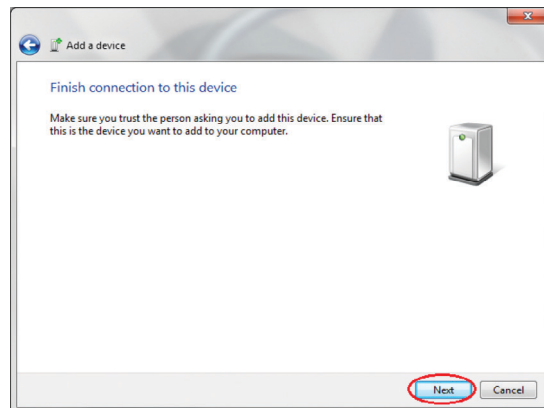 Add a device
Finish connection to this device
Make sure you trust the person asking you to add this device. Ensure that
this is the device you want to add to your computer.
Next
Cancel